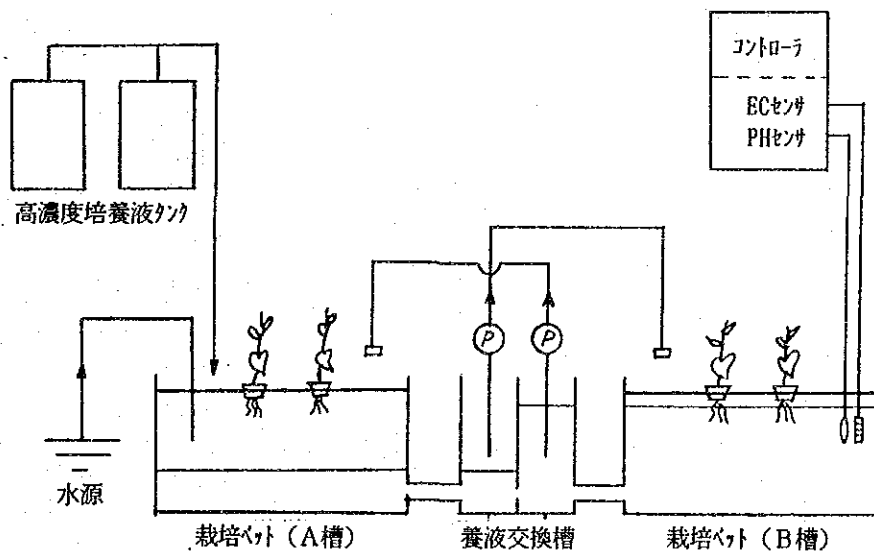 コントローラ
ECセンサ
PHセンサ
高濃度培養液タンク
P
P
水源
栽培ベット（A槽）
養液交換槽
栽培ベット（B槽）